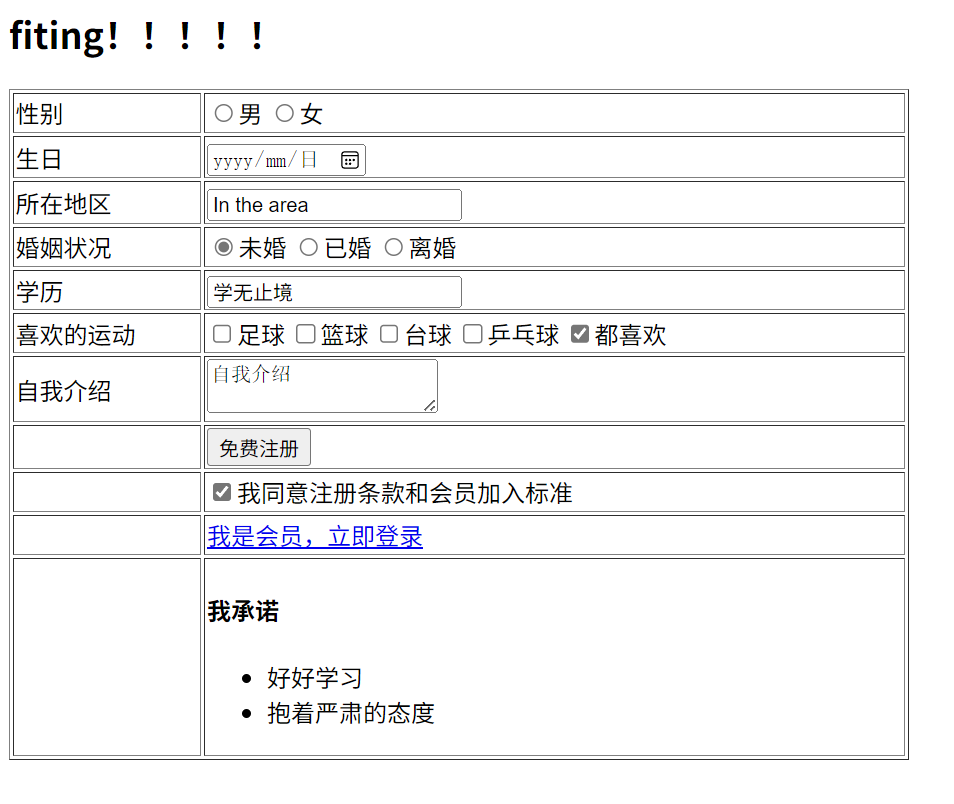 fiting！！！！！
性别 男 女
生日 yyyy/mm/日
所在地区 In the area
婚姻状况 未婚 已婚 离婚
学历 学无止境
喜欢的运动 足球 篮球 台球 乒乓球 都喜欢
自我介绍 自我介绍
免费注册
我同意注册条款和会员加入标准
我是会员，立即登录
我承诺
好好学习
抱着严肃的态度